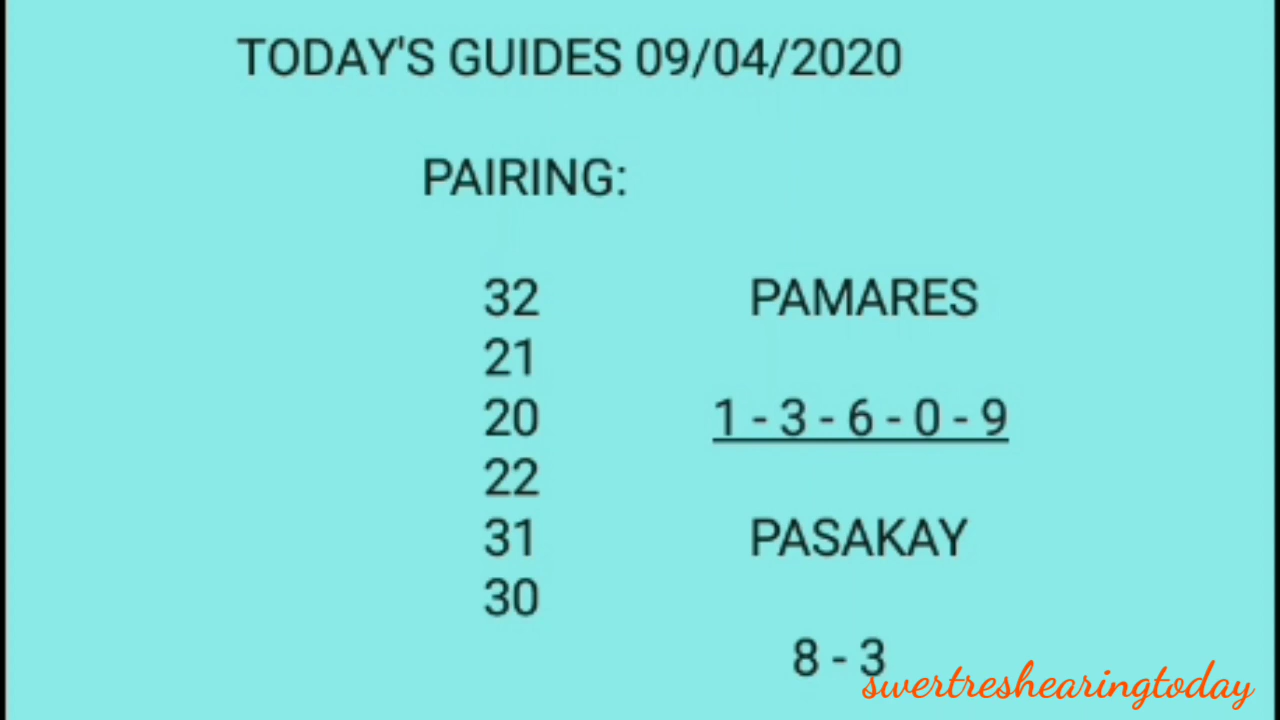 TODAY'S GUIDES 09/04/2020
PAIRING:
32 PAMARES
21
20 1 - 3 - 6 - 0 - 9
22
31 PASAKAY
30
8 - 3
swertreshearingtoday